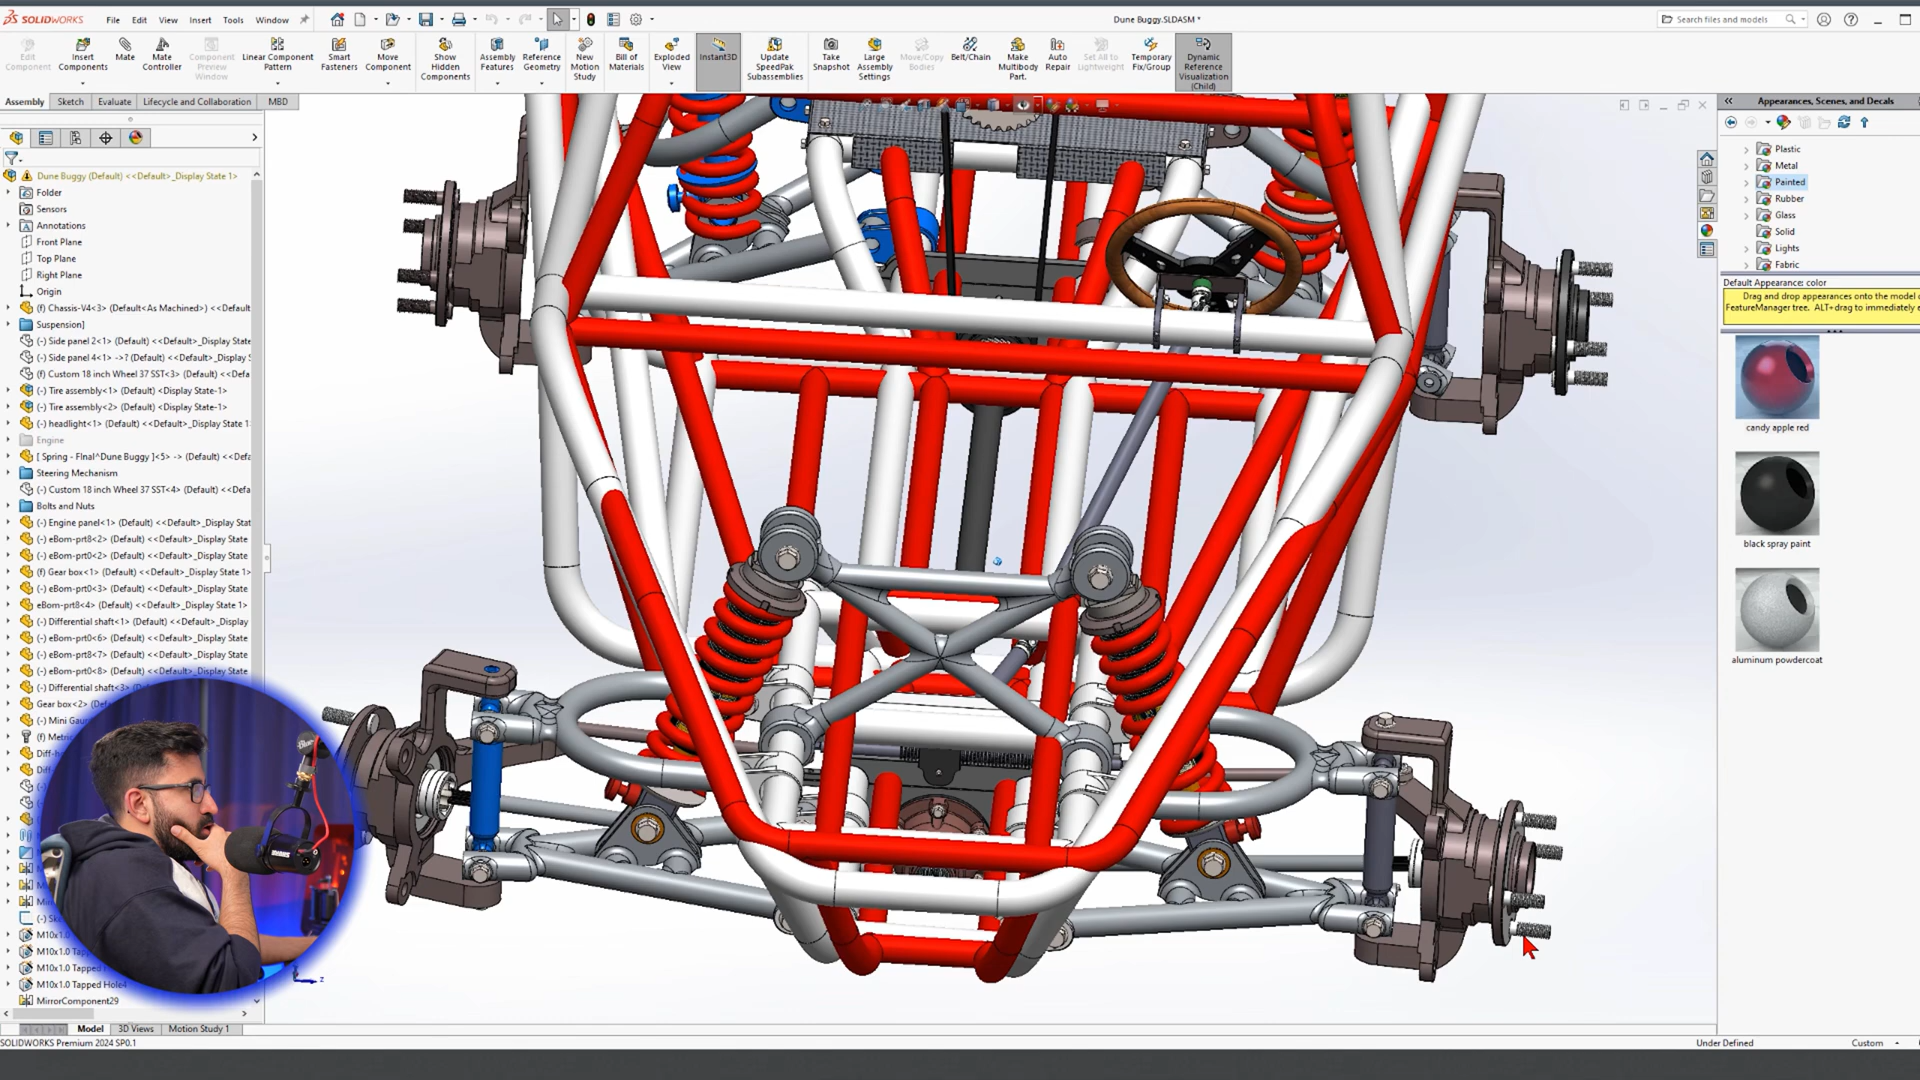 SOLIDWORKS
File Edit View Insert Tools Window
Dune Buggy.SLDASM *
Search files and models
Edit Component
Insert Components
Mate
Mate Controller
Component Preview Window
Linear Component Pattern
Smart Fasteners
Move Component
Show Hidden Components
Assembly Features
Reference Geometry
New Motion Study
Bill of Materials
Exploded View
Instant3D
Update SpeedPak Subassemblies
Take Snapshot
Large Assembly Settings
Move/Copy Bodies
Belt/Chain
Make Multibody Part.
Auto Repair
Set All to Lightweight
Temporary Fix/Group
Dynamic Reference Visualization (Child)
Assembly Sketch Evaluate Lifecycle and Collaboration MBD
Dune Buggy (Default) <<Default>_Display State 1>
Folder
Sensors
Annotations
Front Plane
Top Plane
Right Plane
Origin
(f) Chassis-V4<3> (Default<As Machined>) <<Default
Suspension]
(-) Side panel 2<1> (Default) <<Default>_Display State
(-) Side panel 4<1> ->? (Default) <<Default>_Display S
(f) Custom 18 inch Wheel 37 SST<3> (Default) <<Defa
(-) Tire assembly<1> (Default) <Display State-1>
(-) Tire assembly<2> (Default) <Display State-1>
(-) headlight<1> (Default) <<Default>_Display State 1
Engine
[ Spring - FInal^Dune Buggy ]<5> -> (Default) <<Defa
Steering Mechanism
(-) Custom 18 inch Wheel 37 SST<4> (Default) <<Defa
Bolts and Nuts
(-) Engine panel<1> (Default) <<Default>_Display Stat
(-) eBom-prt8<2> (Default) <<Default>_Display State
(-) eBom-prt0<2> (Default) <<Default>_Display State
(f) Gear box<1> (Default) <<Default>_Display State 1>
(-) eBom-prt0<3> (Default) <<Default>_Display State
eBom-prt8<4> (Default) <<Default>_Display State 1>
(-) Differential shaft<1> (Default) <<Default>_Display
(-) eBom-prt0<6> (Default) <<Default>_Display State
(-) eBom-prt8<7> (Default) <<Default>_Display State
(-) eBom-prt0<8> (Default) <<Default>_Display State
(-) Differential shaft<3>
Gear box<2> (Def
(-) Mini Gau
(f) Metric
Diff-h
M10x1.0
M10x1.0 Tapped
M10x1.0 Tapped H
M10x1.0 Tapped Hole4
MirrorComponent29
z
Model 3D Views Motion Study 1
SOLIDWORKS Premium 2024 SP0.1
Under Defined
Custom
Appearances, Scenes, and Decals
Plastic
Metal
Painted
Rubber
Glass
Solid
Lights
Fabric
Default Appearance: color
Drag and drop appearances onto the model o
FeatureManager tree. ALT+drag to immediately e
candy apple red
black spray paint
aluminum powdercoat